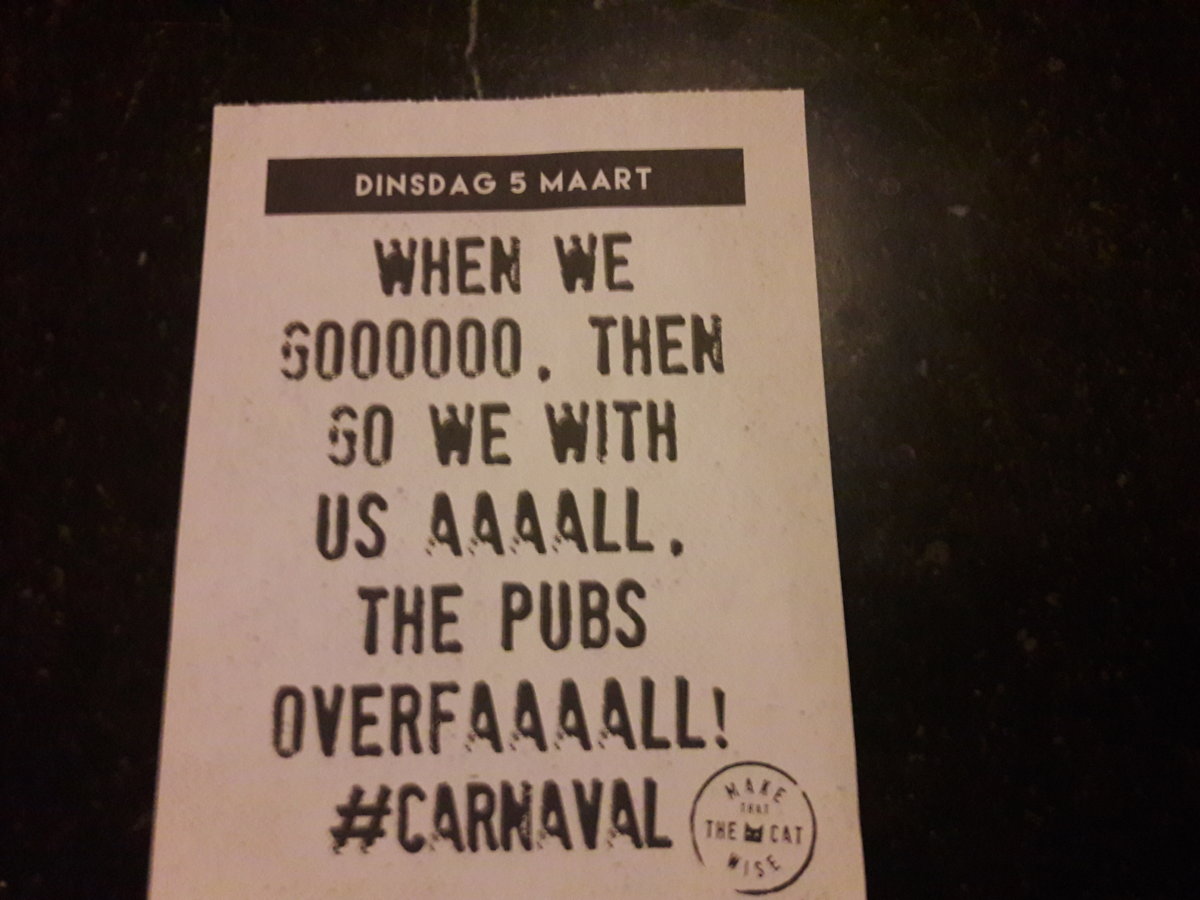 DINSDAG 5 MAART
WHEN WE
GOOOOOO, THEN
GO WE WITH
US AAAALL,
THE PUBS
OVERFAAAALL!
#CARNAVAL
MAKE
THAT
THE CAT
WISE